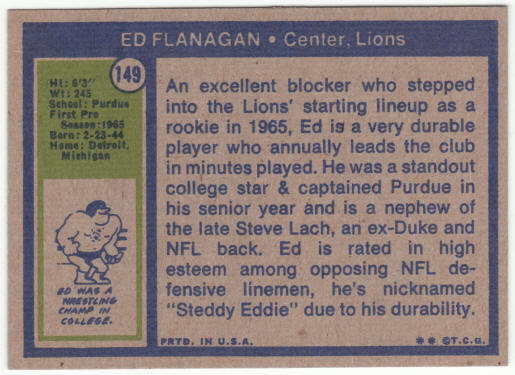 ED FLANAGAN • Center, Lions
149
Ht: 6'3"
Wt: 245
School: Purdue
First Pro
Season: 1965
Born: 2-23-44
Home: Detroit,
Michigan
An excellent blocker who stepped
into the Lions' starting lineup as a
rookie in 1965, Ed is a very durable
player who annually leads the club
in minutes played. He was a standout
college star & captained Purdue in
his senior year and is a nephew of
the late Steve Lach, an ex-Duke and
NFL back. Ed is rated in high
esteem among opposing NFL de-
fensive linemen, he's nicknamed
"Steddy Eddie" due to his durability.
ED WAS A
WRESTLING
CHAMP IN
COLLEGE.
PRTD. IN U.S.A.
** ©T.C.G.